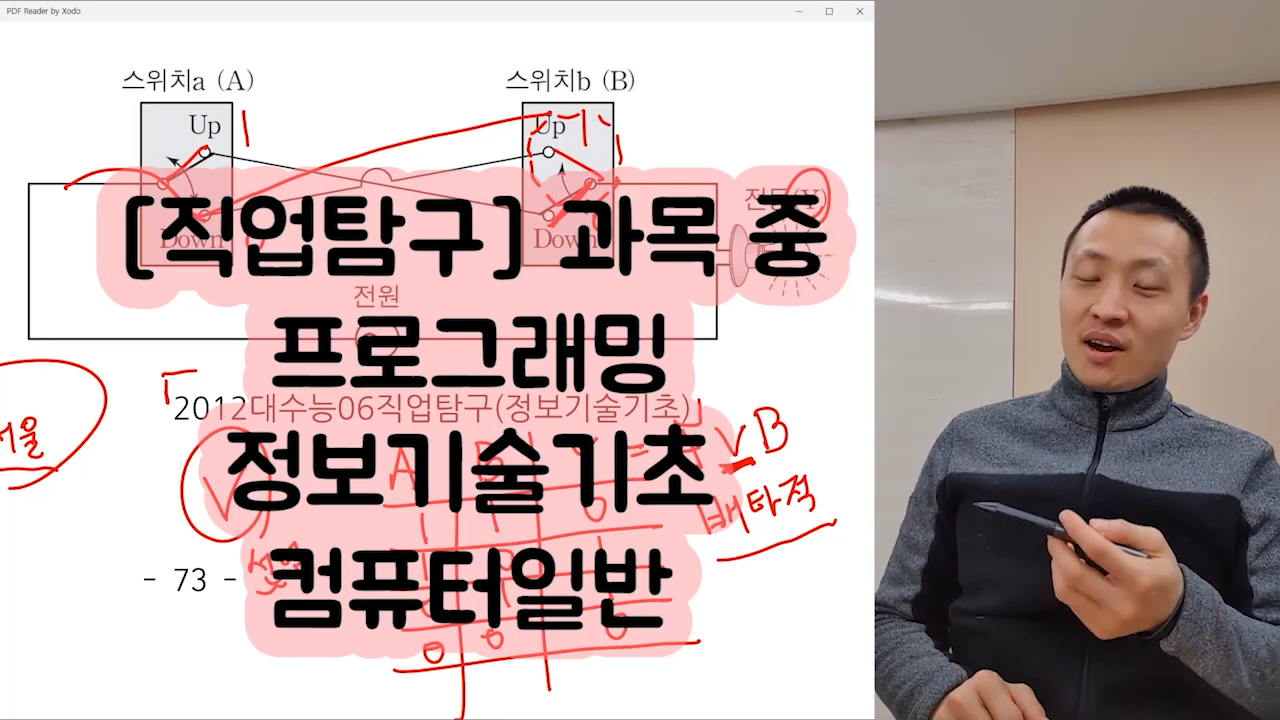 PDF Reader by Xodo
스위치a (A)
스위치b (B)
Up
1
Up
전등(Y)
Down
Down
[직업탐구] 과목 중
전원
프로그래밍
2012대수능06직업탐구(정보기술기초)
정보기술기초
A
B
V B
배타적
컴퓨터일반
- 73 -